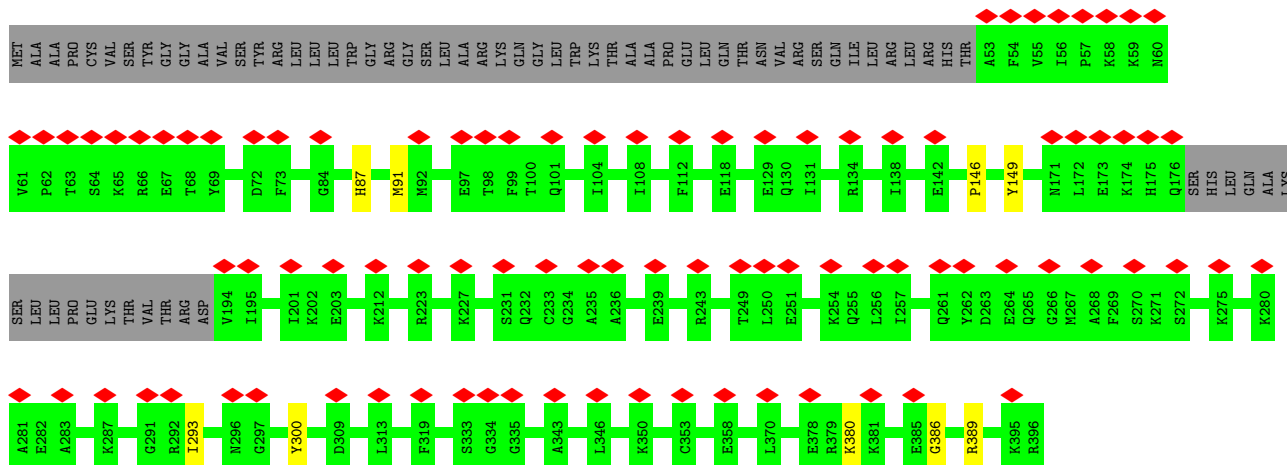 MET ALA ALA PRO CYS VAL SER TYR GLY GLY ALA VAL SER TYR ARG LEU LEU LEU TRP GLY ARG GLY SER LEU ALA ARG LYS GLN GLY LEU TRP LYS THR ALA ALA PRO GLU LEU GLN THR ASN VAL ARG SER GLN ILE LEU ARG LEU ARG HIS THR A53 F54 V55 I56 P57 K58 K59 N60
V61 P62 T63 S64 K65 R66 E67 T68 Y69 D72 F73 G84 H87 M91 M92 E97 T98 F99 T100 Q101 I104 I108 F112 E118 E129 Q130 I131 R134 I138 E142 P146 Y149 N171 L172 E173 K174 H175 Q176 SER HIS LEU GLN ALA LYS
SER LEU LEU PRO GLU LYS THR VAL THR ARG ASP V194 I195 I201 K202 E203 K212 R223 K227 S231 Q232 C233 G234 A235 A236 E239 R243 T249 L250 E251 K254 Q255 L256 I257 Q261 Y262 D263 E264 Q265 G266 M267 A268 F269 S270 K271 S272 K275 K280
A281 E282 A283 K287 G291 R292 I293 N296 G297 Y300 D309 L313 F319 S333 G334 G335 A343 L346 K350 C353 E358 L370 E378 R379 K380 K381 E385 G386 R389 K395 R396